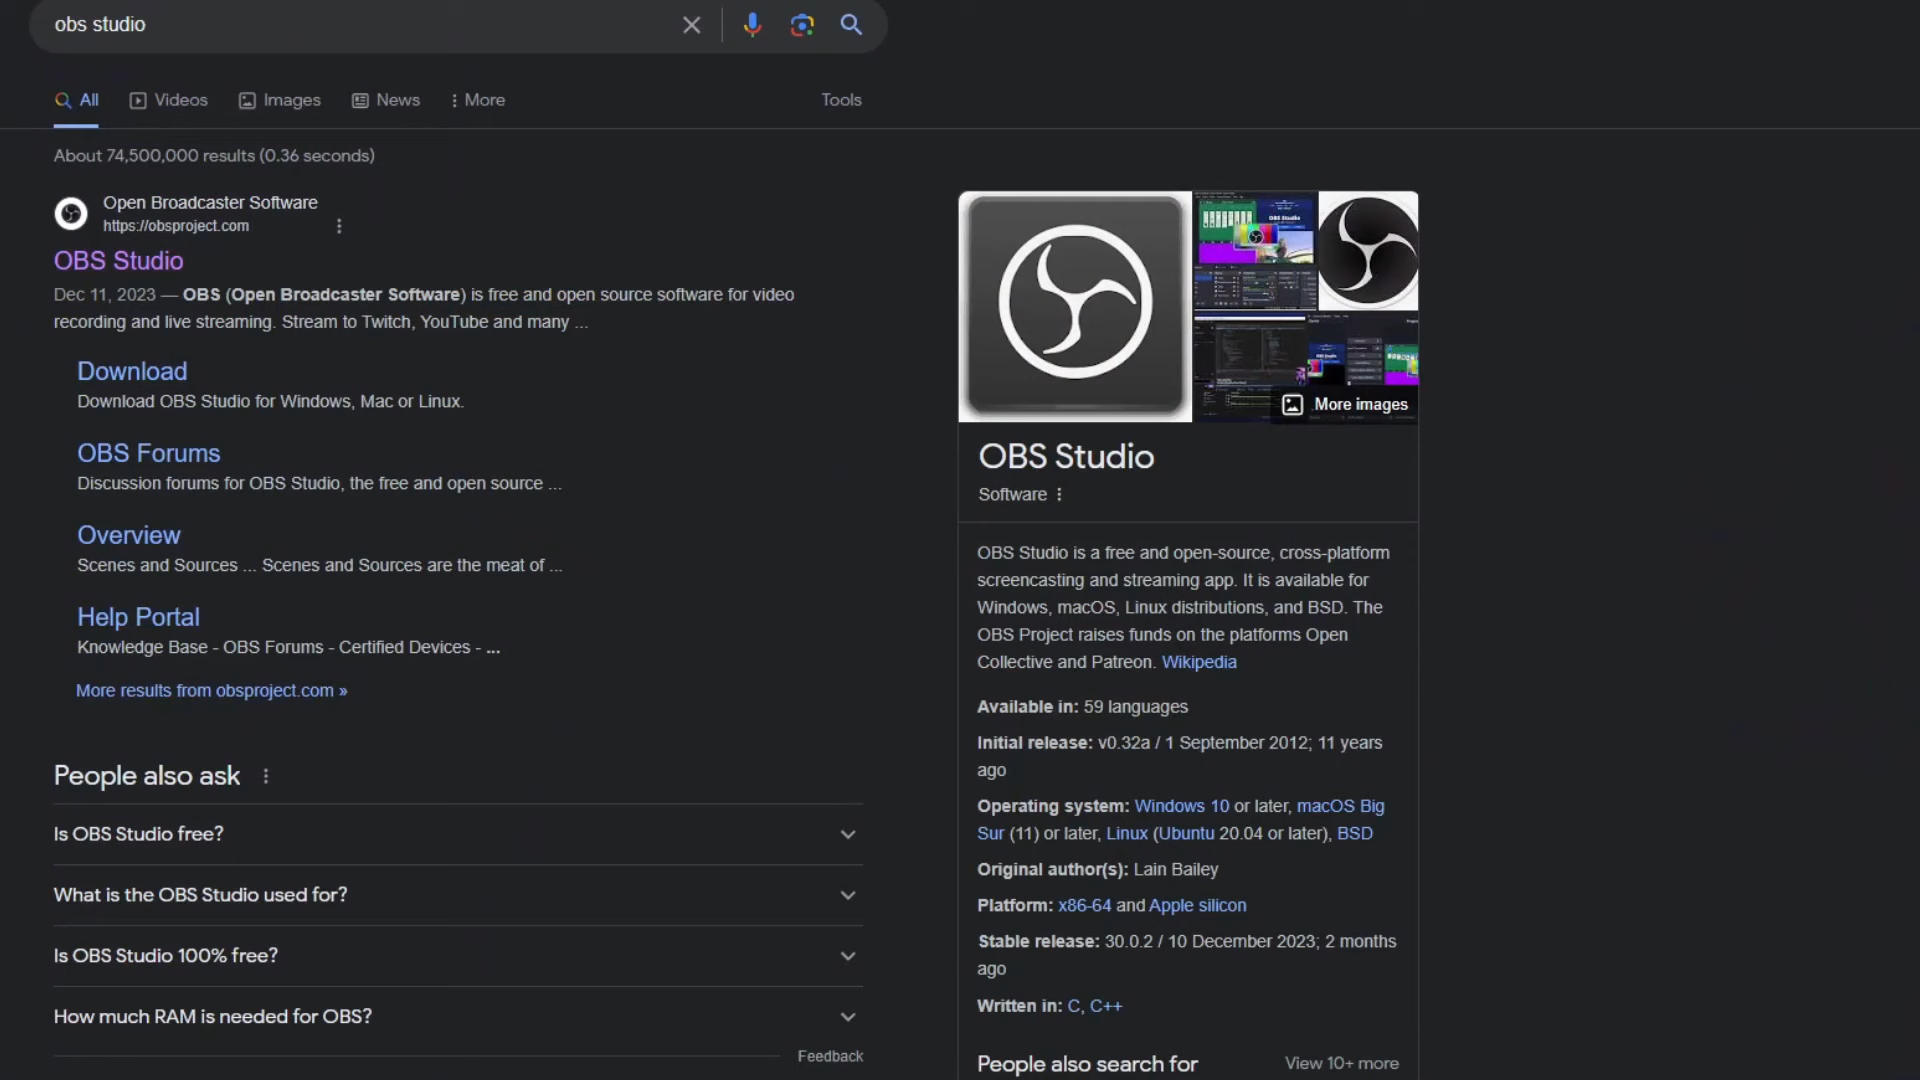 obs studio
All
Videos
Images
News
More
Tools
About 74,500,000 results (0.36 seconds)
Open Broadcaster Software
https://obsproject.com
OBS Studio
Dec 11, 2023 — OBS (Open Broadcaster Software) is free and open source software for video
recording and live streaming. Stream to Twitch, YouTube and many ...
Download
Download OBS Studio for Windows, Mac or Linux.
OBS Forums
Discussion forums for OBS Studio, the free and open source ...
Overview
Scenes and Sources ... Scenes and Sources are the meat of ...
Help Portal
Knowledge Base - OBS Forums - Certified Devices - ...
More results from obsproject.com »
People also ask
Is OBS Studio free?
What is the OBS Studio used for?
Is OBS Studio 100% free?
How much RAM is needed for OBS?
Feedback
More images
OBS Studio
Software
OBS Studio is a free and open-source, cross-platform
screencasting and streaming app. It is available for
Windows, macOS, Linux distributions, and BSD. The
OBS Project raises funds on the platforms Open
Collective and Patreon. Wikipedia
Available in: 59 languages
Initial release: v0.32a / 1 September 2012; 11 years
ago
Operating system: Windows 10 or later, macOS Big
Sur (11) or later, Linux (Ubuntu 20.04 or later), BSD
Original author(s): Lain Bailey
Platform: x86-64 and Apple silicon
Stable release: 30.0.2 / 10 December 2023; 2 months
ago
Written in: C, C++
People also search for
View 10+ more